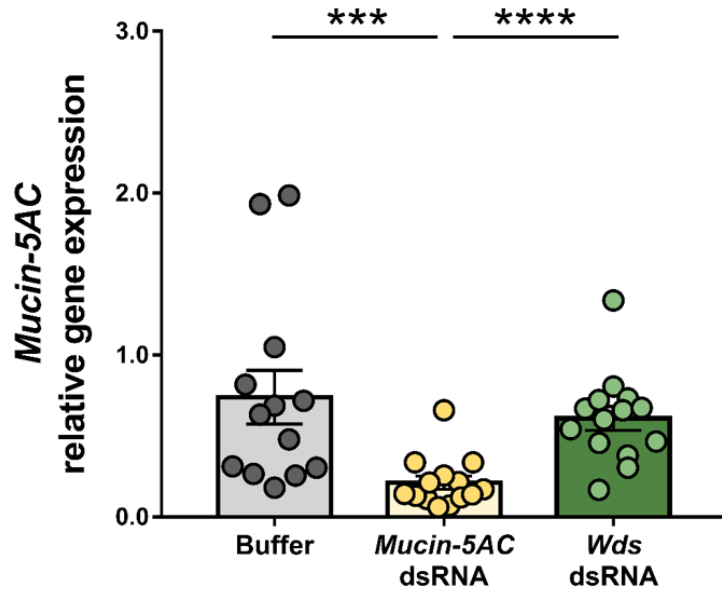 *** ****
3.0
2.0
1.0
0.0
Mucin-5AC
relative gene expression
Buffer
Mucin-5AC
dsRNA
Wds
dsRNA